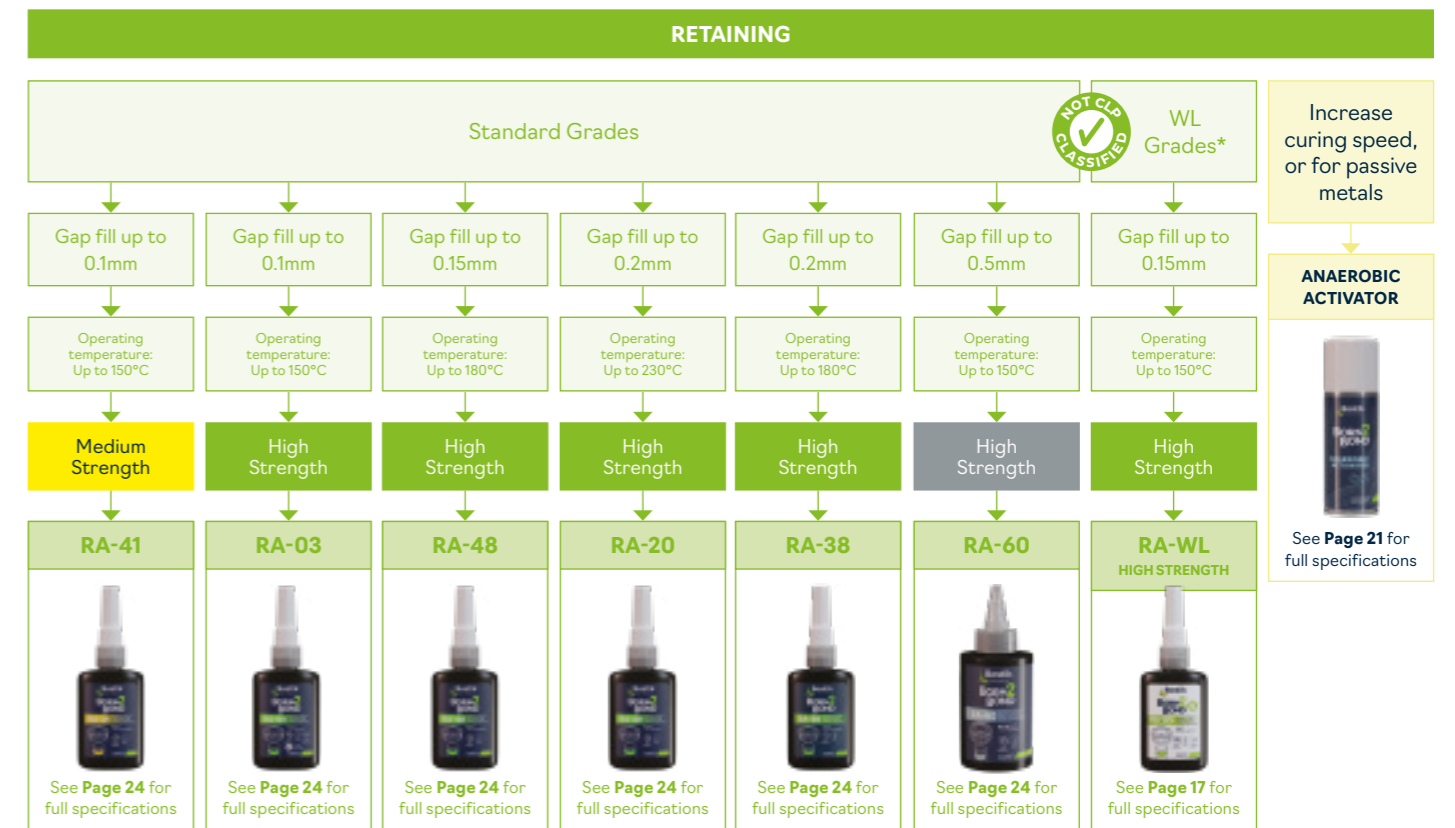 RETAINING
Standard Grades
NOT CLP
CLASSIFIED
WL
Grades*
Increase
curing speed,
or for passive
metals
Gap fill up to
0.1mm
Gap fill up to
0.1mm
Gap fill up to
0.15mm
Gap fill up to
0.2mm
Gap fill up to
0.2mm
Gap fill up to
0.5mm
Gap fill up to
0.15mm
ANAEROBIC
ACTIVATOR
Operating
temperature:
Up to 150°C
Operating
temperature:
Up to 150°C
Operating
temperature:
Up to 180°C
Operating
temperature:
Up to 230°C
Operating
temperature:
Up to 180°C
Operating
temperature:
Up to 150°C
Operating
temperature:
Up to 150°C
Medium
Strength
High
Strength
High
Strength
High
Strength
High
Strength
High
Strength
High
Strength
RA-41
RA-03
RA-48
RA-20
RA-38
RA-60
RA-WL
HIGH STRENGTH
See Page 21 for
full specifications
See Page 24 for
full specifications
See Page 24 for
full specifications
See Page 24 for
full specifications
See Page 24 for
full specifications
See Page 24 for
full specifications
See Page 24 for
full specifications
See Page 17 for
full specifications